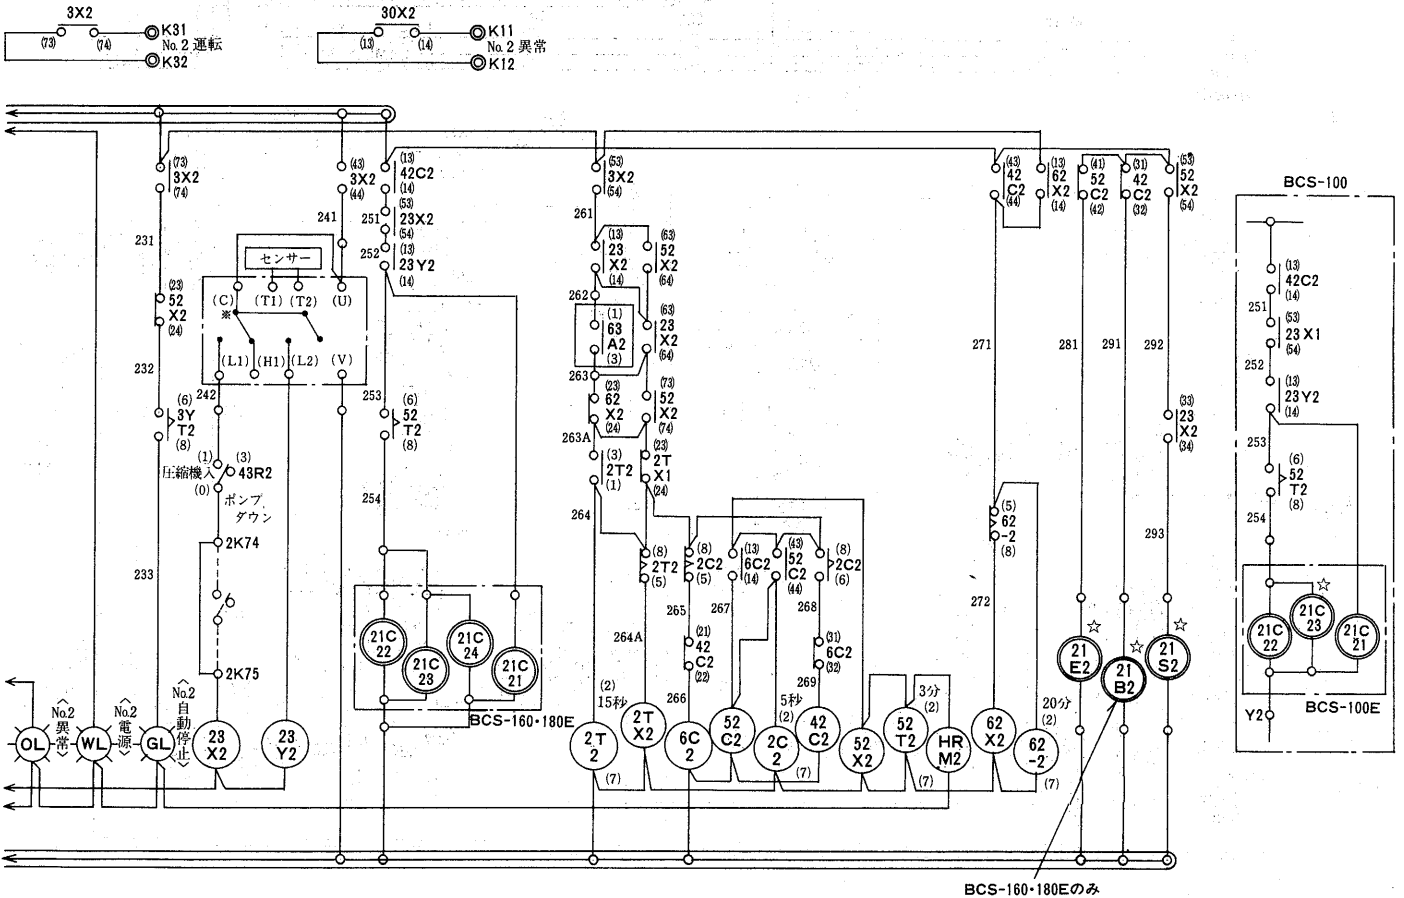 3X2
(73)
(74)
K31
No.2 運転
K32
30X2
(13)
(14)
K11
No.2 異常
K12
(73)
3X2
(74)
231
(23)
52
X2
(24)
232
(6)
3Y
T2
(8)
233
(43)
3X2
(44)
241
センサー
(C)
(T1)
(T2)
(U)
※
(L1)
(H1)
(L2)
(V)
242
(1)
圧縮機入
(0)
(3)
43R2
ポンプ
ダウン
2K74
2K75
(13)
42C2
(14)
251
(53)
23X2
(54)
252
(13)
23Y2
(14)
253
(6)
52
T2
(8)
254
21C
22
21C
23
21C
24
21C
21
BCS-160・180E
OL
〈No.2異常〉
WL
〈No.2電源〉
GL
〈No.2自動停止〉
23
X2
23
Y2
(53)
3X2
(54)
261
(13)
23
X2
(14)
(63)
52
X2
(64)
262
(1)
63
A2
(3)
(63)
23
X2
(64)
263
(23)
62
X2
(24)
(73)
52
X2
(74)
263A
(3)
2T2
(1)
(23)
2T
X1
(24)
264
(8)
2T2
(5)
(8)
2C2
(5)
(13)
6C2
(14)
(43)
52
C2
(44)
(8)
2C2
(6)
265
267
268
264A
(21)
42
C2
(22)
(31)
6C2
(32)
266
269
(2)
15秒
2T
2
(7)
2T
X2
6C
2
52
C2
5秒
(2)
2C
2
(7)
42
C2
52
X2
3分
(2)
52
T2
(7)
HR
M2
(43)
42
C2
(44)
(13)
62
X2
(14)
271
(5)
62
-2
(8)
272
62
X2
20分
(2)
62
-2
(7)
(41)
52
C2
(42)
(31)
42
C2
(32)
(53)
52
X2
(54)
281
291
292
(33)
23
X2
(34)
293
☆
21
E2
☆
21
B2
☆
21
S2
BCS-160・180Eのみ
BCS-100
(13)
42C2
(14)
251
(53)
23X1
(54)
252
(13)
23Y2
(14)
253
(6)
52
T2
(8)
254
☆
21C
22
21C
23
21C
21
BCS-100E
Y2